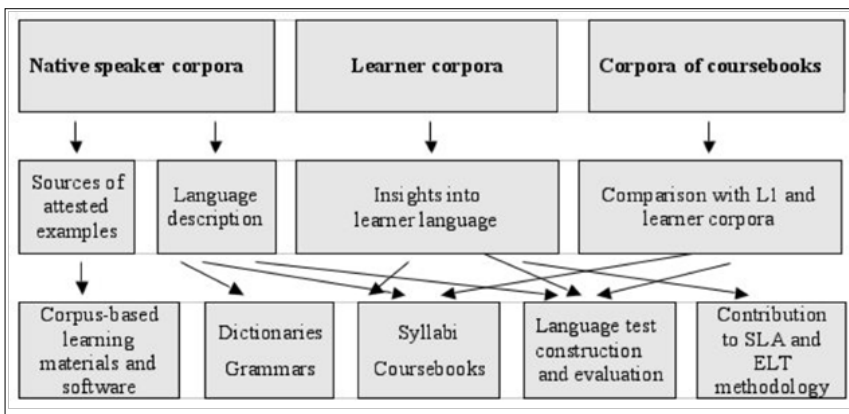 Native speaker corpora
Learner corpora
Corpora of coursebooks
Sources of
attested
examples
Language
description
Insights into
learner language
Comparison with L1 and
learner corpora
Corpus-based
learning
materials and
software
Dictionaries
Grammars
Syllabi
Coursebooks
Language test
construction
and evaluation
Contribution
to SLA and
ELT
methodology